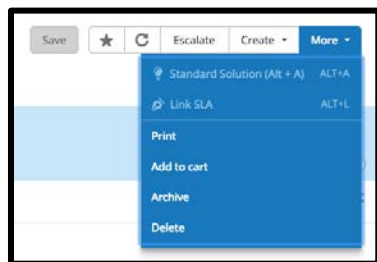 Save Escalate Create More
Standard Solution (Alt + A) ALT+A
Link SLA ALT+L
Print
Add to cart
Archive
Delete